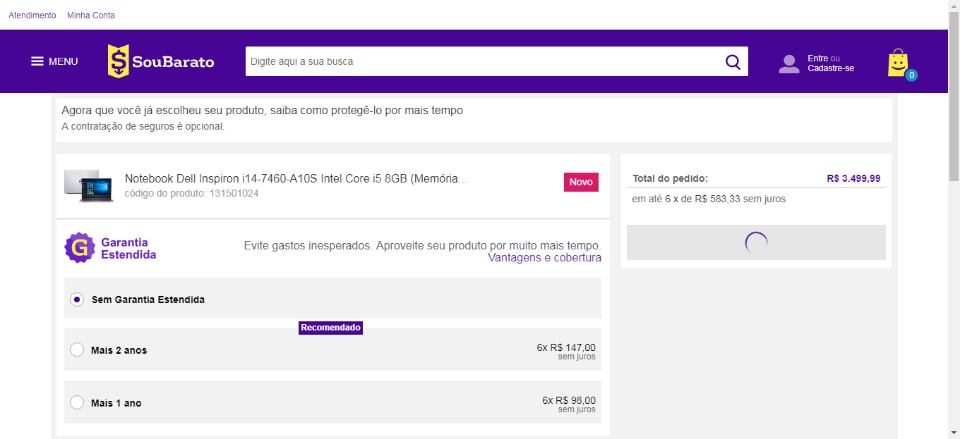 Atendimento Minha Conta
MENU
SouBarato
Digite aqui a sua busca
Entre ou
Cadastre-se
0
Agora que você já escolheu seu produto, saiba como protegê-lo por mais tempo
A contratação de seguros é opcional.
Notebook Dell Inspiron i14-7460-A10S Intel Core i5 8GB (Memória...
código do produto: 131501024
Novo
Total do pedido: R$ 3.499,99
em até 6 x de R$ 583,33 sem juros
G
Garantia
Estendida
Evite gastos inesperados. Aproveite seu produto por muito mais tempo.
Vantagens e cobertura
Sem Garantia Estendida
Recomendado
Mais 2 anos
6x R$ 147,00
sem juros
Mais 1 ano
6x R$ 98,00
sem juros